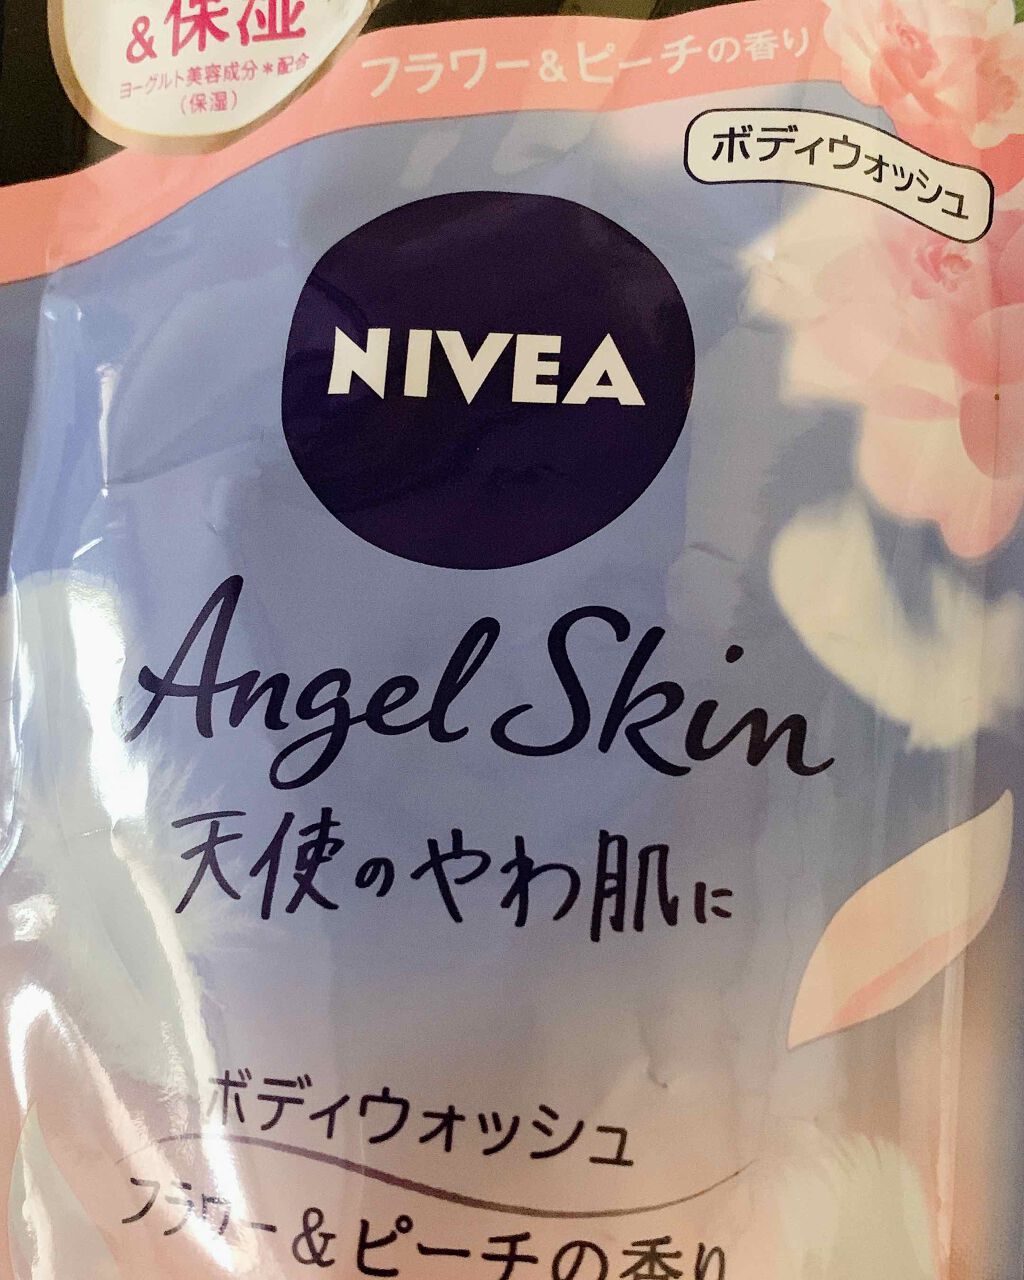 &保湿
ヨーグルト美容成分*配合
(保湿)
フラワー&ピーチの香り
ボディウォッシュ
NIVEA
Angel Skin
天使のやわ肌に
ボディウォッシュ
フラワー&ピーチの香り